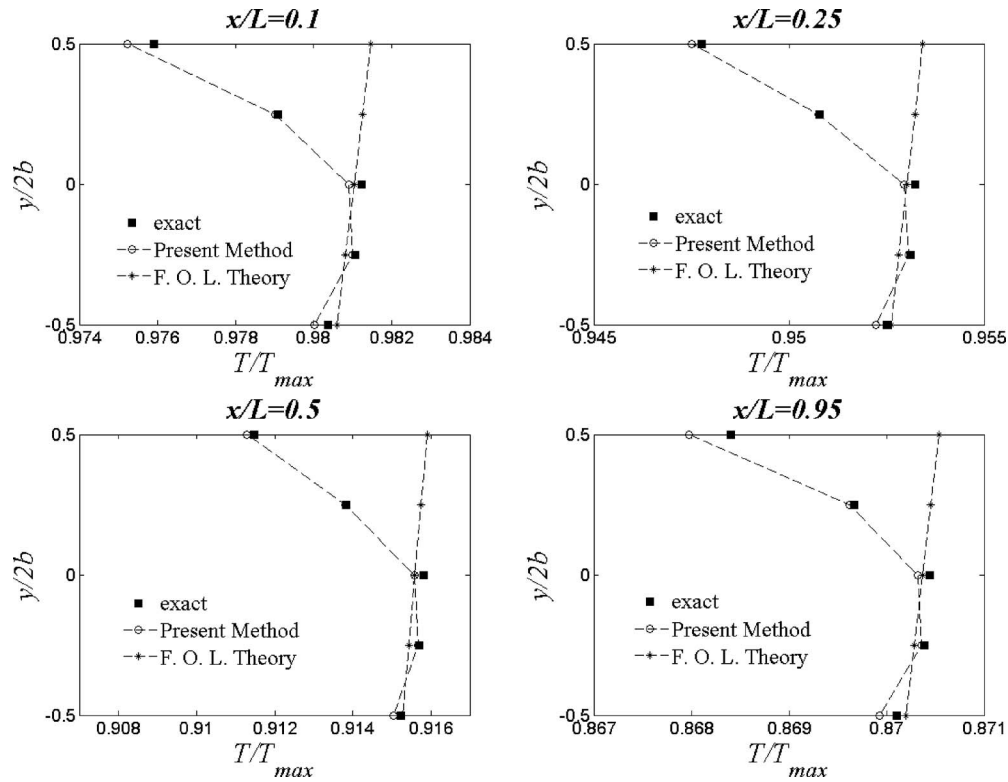 x/L=0.1
0.5
y/2b
0
exact
Present Method
F. O. L. Theory
-0.5
0.974 0.976 0.978 0.98 0.982 0.984
T/T_max
x/L=0.25
0.5
y/2b
0
exact
Present Method
F. O. L. Theory
-0.5
0.945 0.95 0.955
T/T_max
x/L=0.5
0.5
y/2b
0
exact
Present Method
F. O. L. Theory
-0.5
0.908 0.91 0.912 0.914 0.916
T/T_max
x/L=0.95
0.5
y/2b
0
exact
Present Method
F. O. L. Theory
-0.5
0.867 0.868 0.869 0.87 0.871
T/T_max